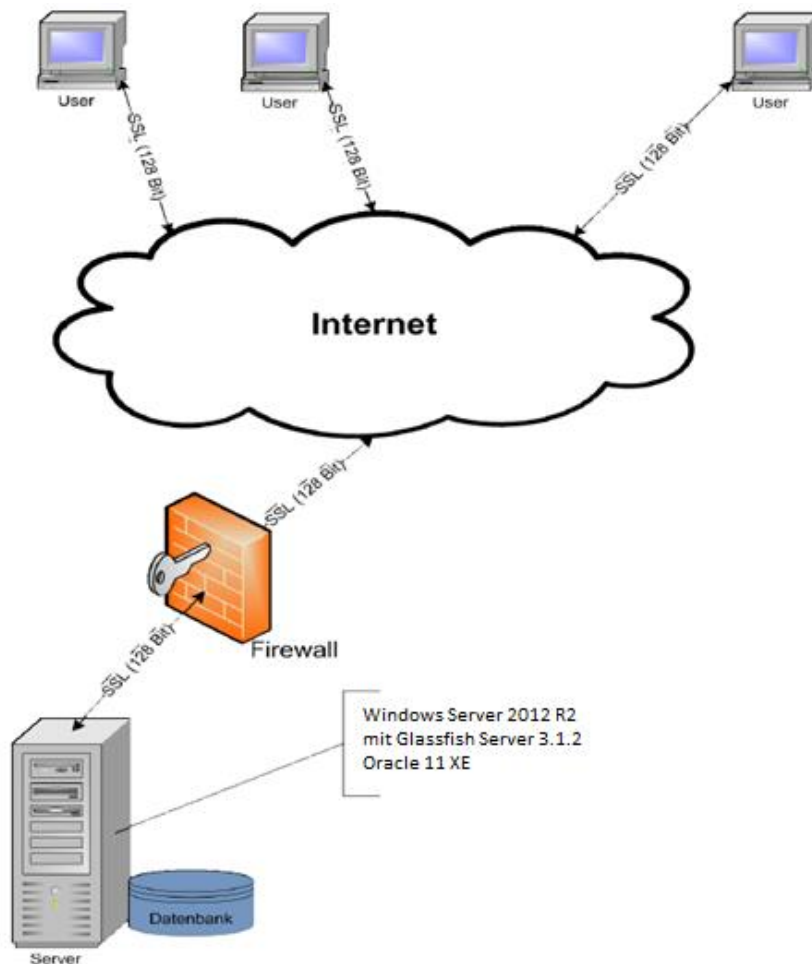 User
User
User
SSL (128 Bit)
SSL (128 Bit)
SSL (128 Bit)
Internet
SSL (128 Bit)
Firewall
SSL (128 Bit)
Windows Server 2012 R2
mit Glassfish Server 3.1.2
Oracle 11 XE
Datenbank
Server